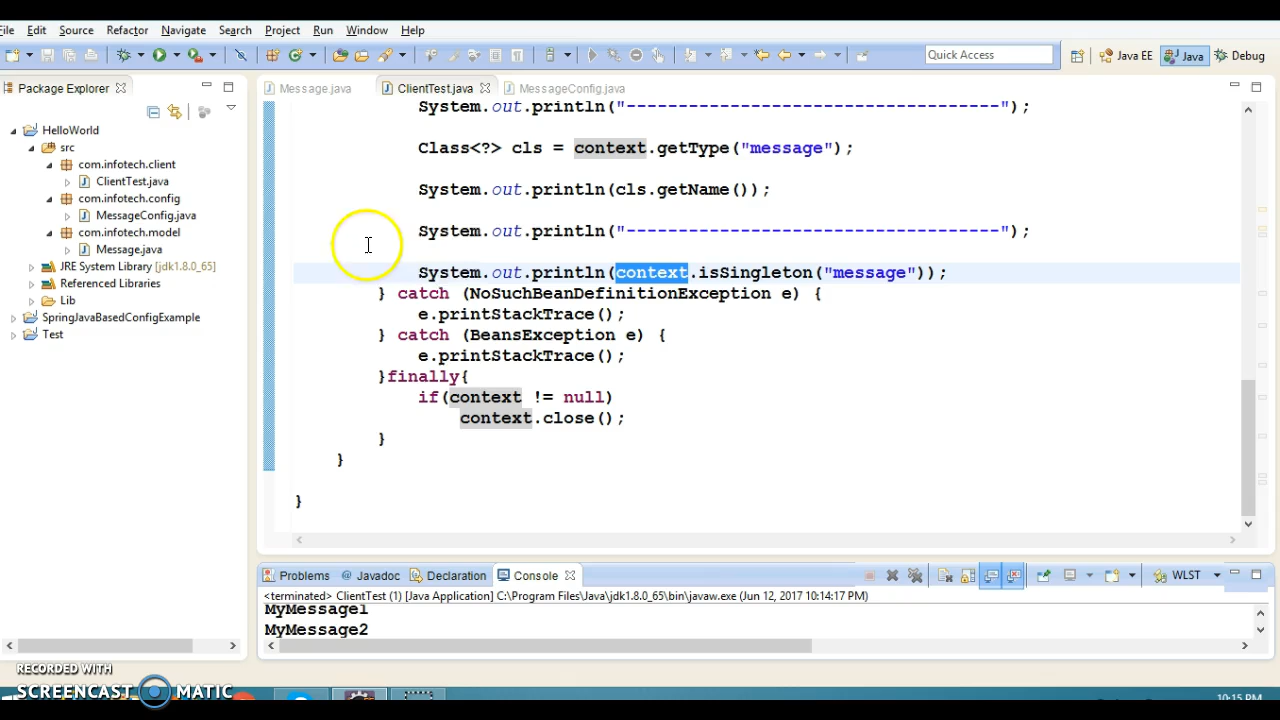 File Edit Source Refactor Navigate Search Project Run Window Help
Quick Access
Java EE
Java
Debug
Package Explorer
HelloWorld
src
com.infotech.client
ClientTest.java
com.infotech.config
MessageConfig.java
com.infotech.model
Message.java
JRE System Library [jdk1.8.0_65]
Referenced Libraries
Lib
SpringJavaBasedConfigExample
Test
Message.java
ClientTest.java
MessageConfig.java
System.out.println("------------------------------------");
Class<?> cls = context.getType("message");
System.out.println(cls.getName());
System.out.println("------------------------------------");
System.out.println(context.isSingleton("message"));
} catch (NoSuchBeanDefinitionException e) {
e.printStackTrace();
} catch (BeansException e) {
e.printStackTrace();
}finally{
if(context != null)
context.close();
}
}
}
Problems
@ Javadoc
Declaration
Console
WLST
<terminated> ClientTest (1) [Java Application] C:\Program Files\Java\jdk1.8.0_65\bin\javaw.exe (Jun 12, 2017 10:14:17 PM)
MyMessage1
MyMessage2
RECORDED WITH
SCREENCAST MATIC
10:15 PM